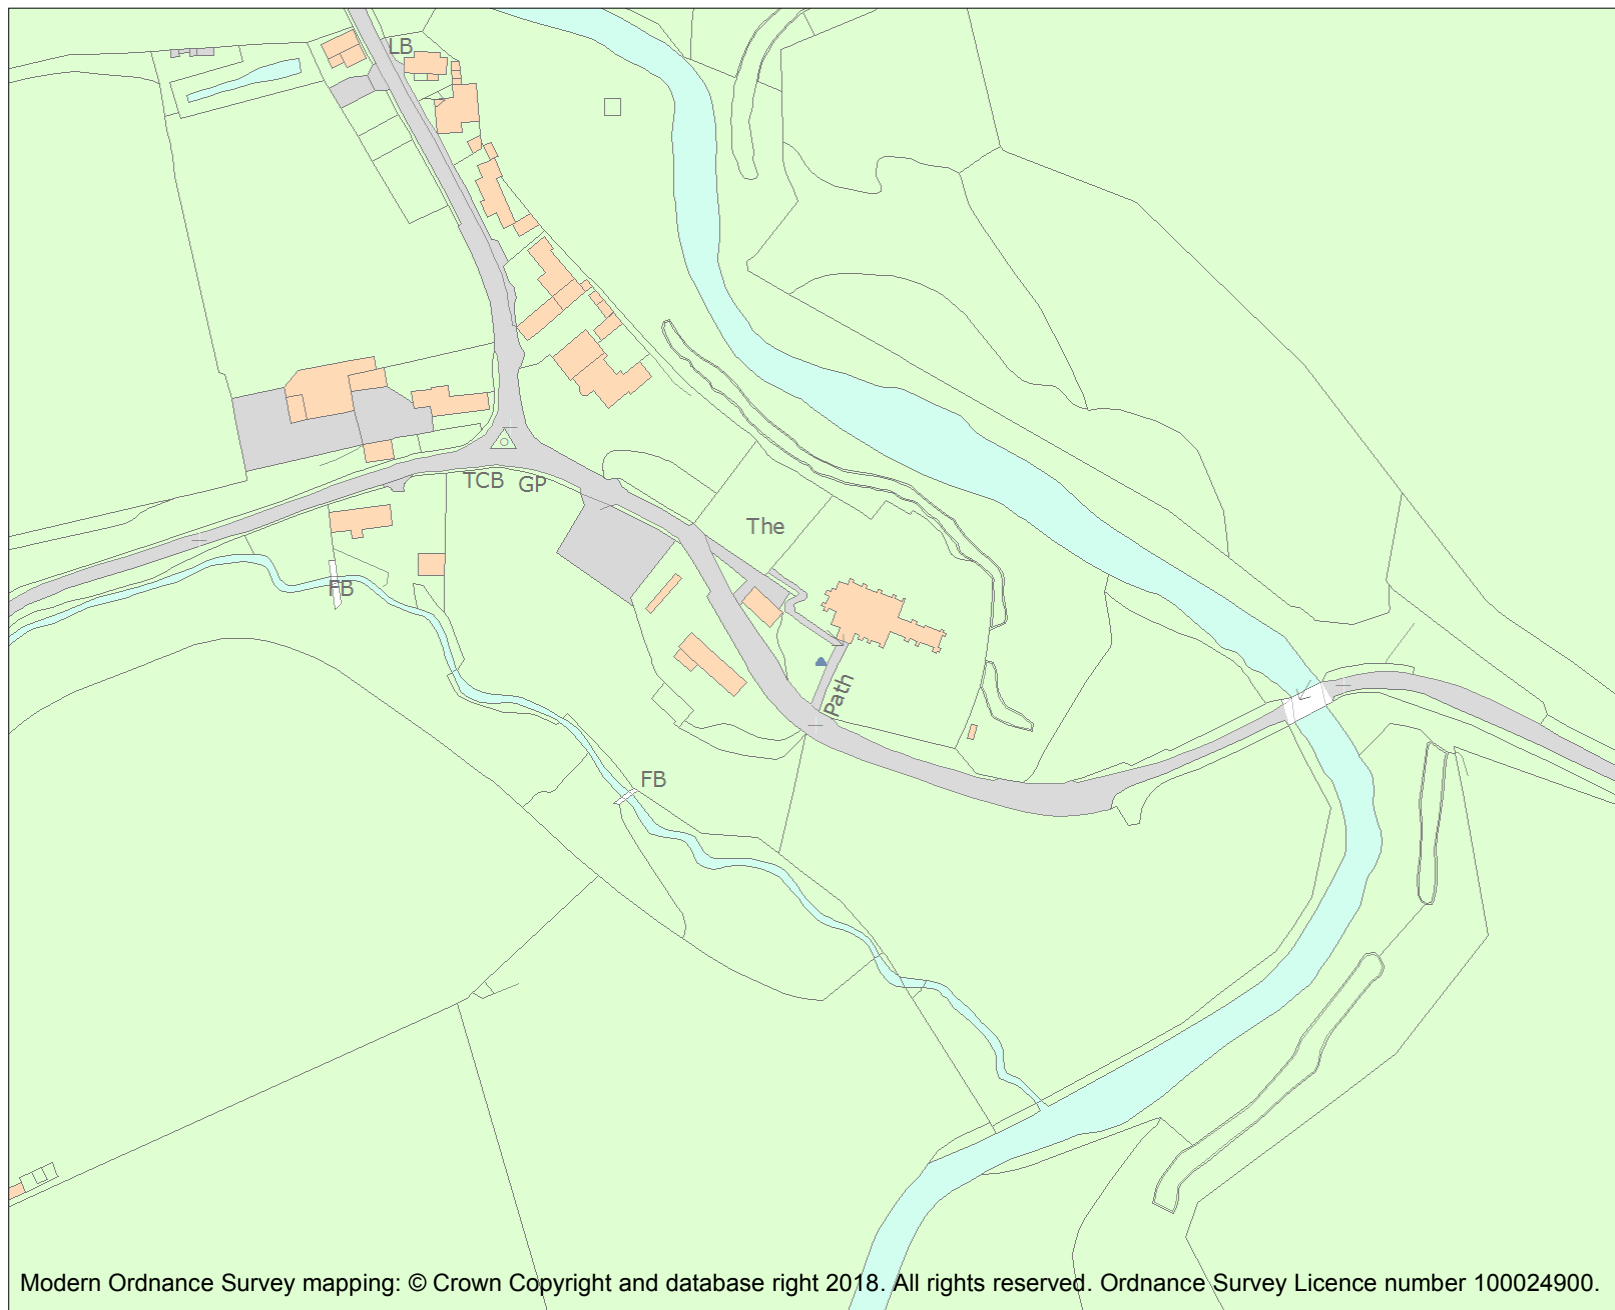 LB
TCB GP
The
FB
Path
FB
Modern Ordnance Survey mapping: © Crown Copyright and database right 2018. All rights reserved. Ordnance Survey Licence number 100024900.